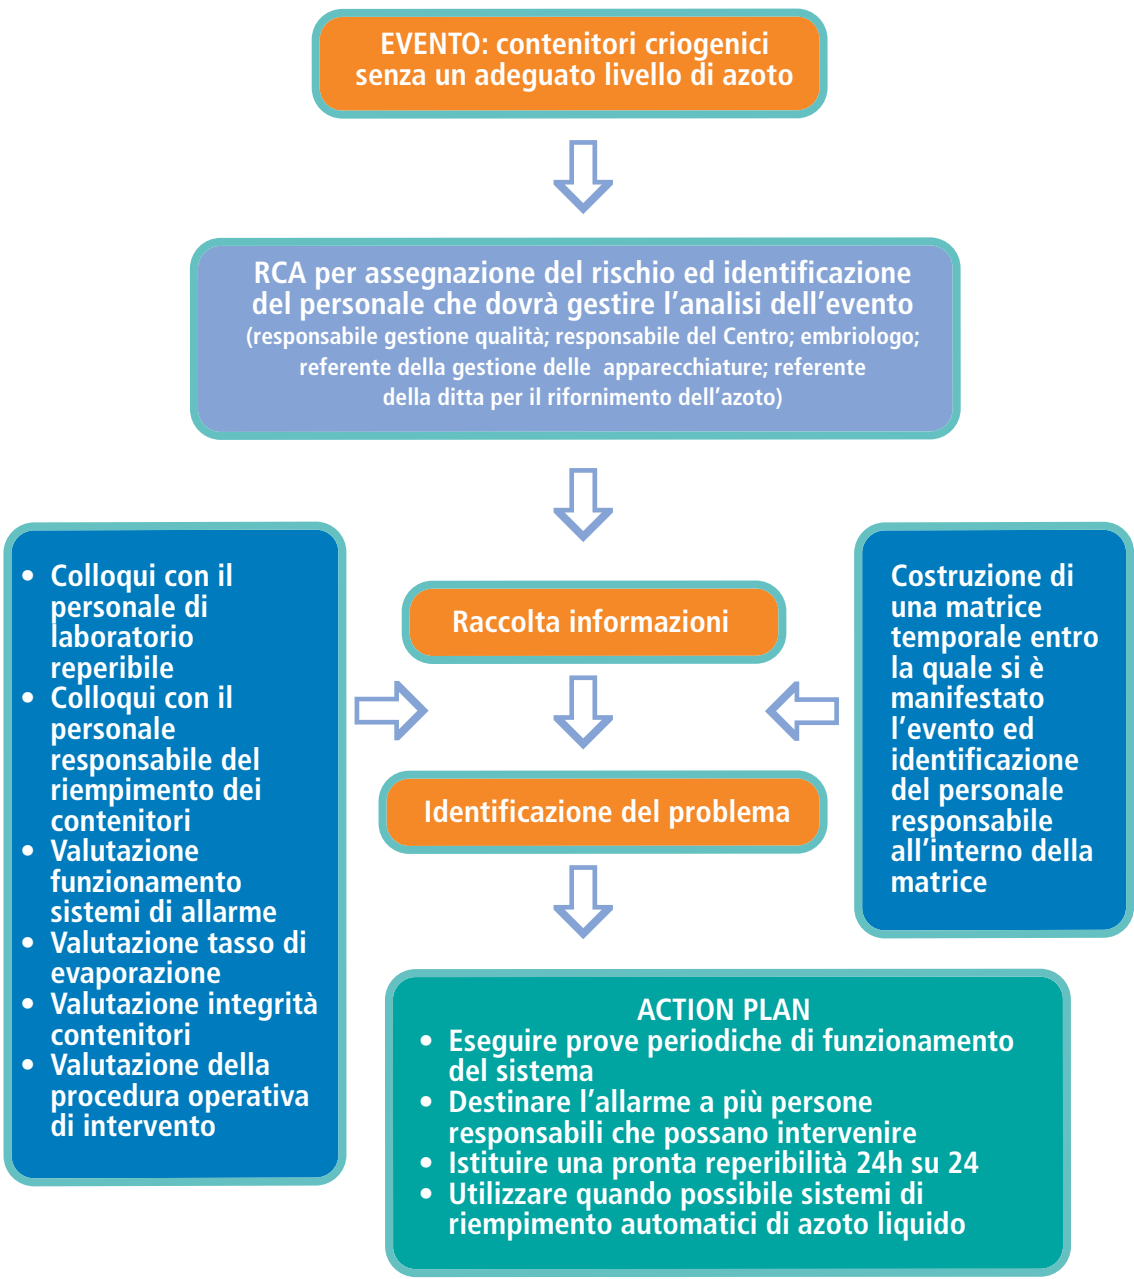 EVENTO: contenitori criogenici
senza un adeguato livello di azoto
RCA per assegnazione del rischio ed identificazione
del personale che dovrà gestire l’analisi dell’evento
(responsabile gestione qualità; responsabile del Centro; embriologo;
referente della gestione delle apparecchiature; referente
della ditta per il rifornimento dell’azoto)
• Colloqui con il
personale di
laboratorio
reperibile
• Colloqui con il
personale
responsabile del
riempimento dei
contenitori
• Valutazione
funzionamento
sistemi di allarme
• Valutazione tasso di
evaporazione
• Valutazione integrità
contenitori
• Valutazione della
procedura operativa
di intervento
Raccolta informazioni
Identificazione del problema
Costruzione di
una matrice
temporale entro
la quale si è
manifestato
l’evento ed
identificazione
del personale
responsabile
all’interno della
matrice
ACTION PLAN
• Eseguire prove periodiche di funzionamento
del sistema
• Destinare l’allarme a più persone
responsabili che possano intervenire
• Istituire una pronta reperibilità 24h su 24
• Utilizzare quando possibile sistemi di
riempimento automatici di azoto liquido